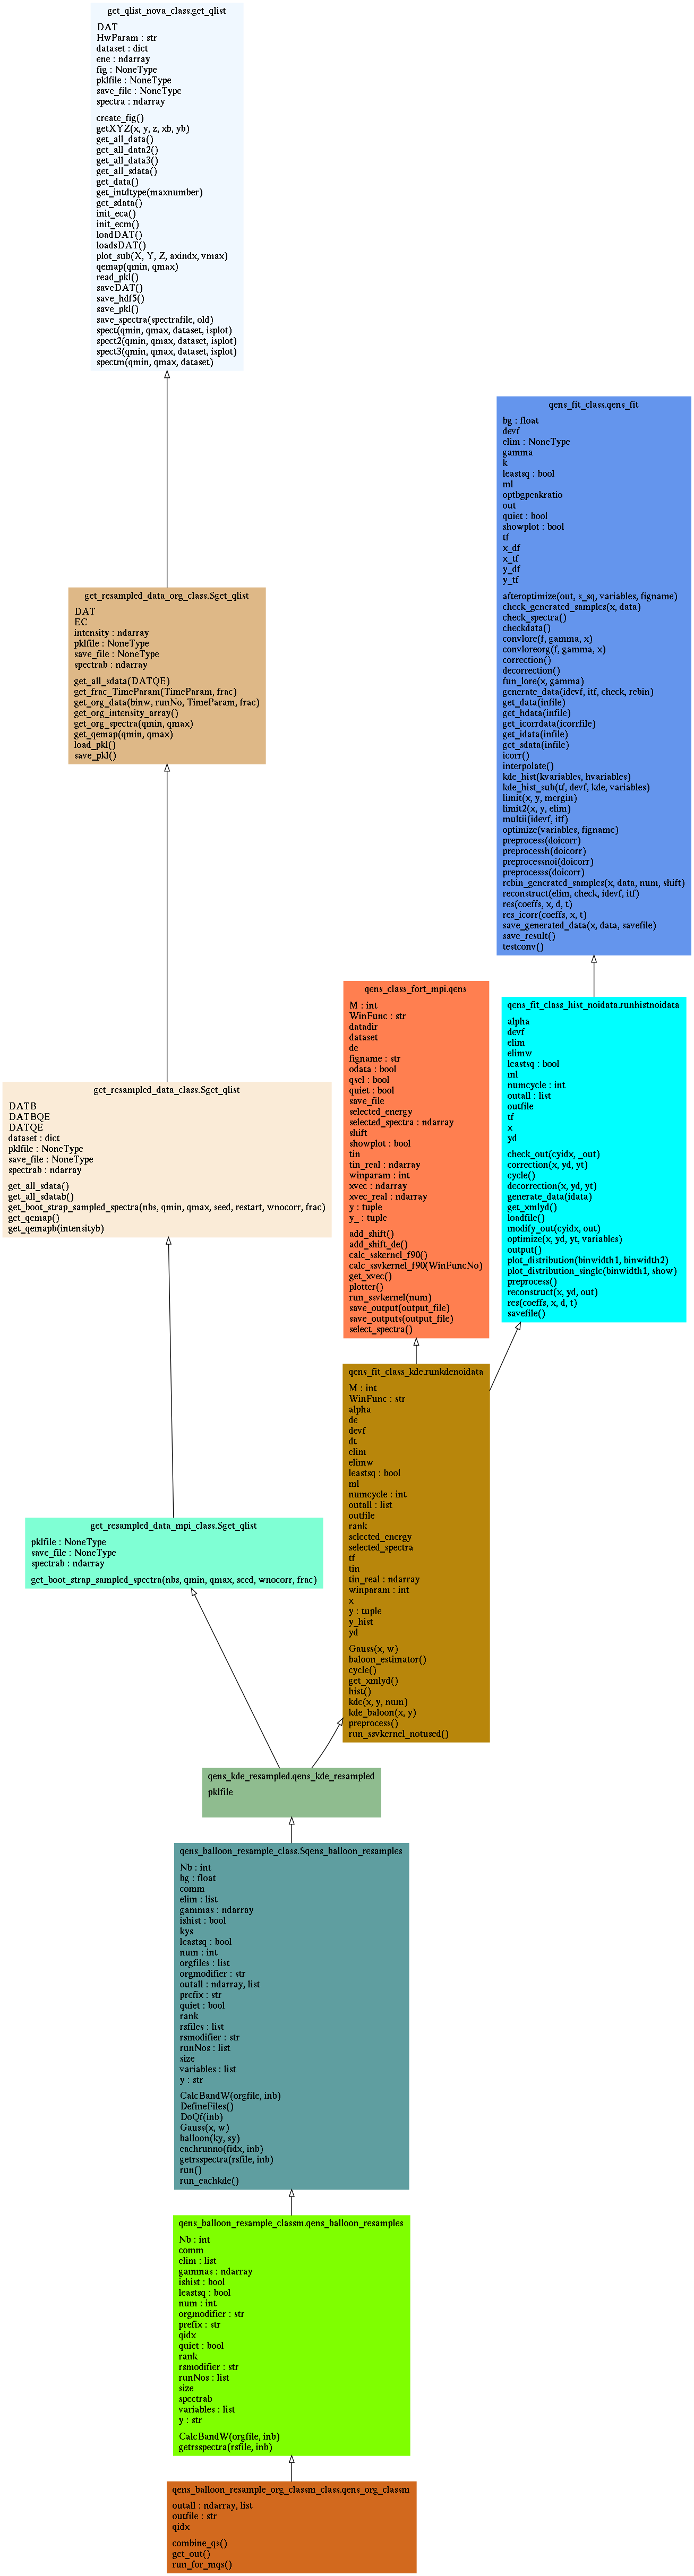 get_qlist_nova_class.get_qlist
DAT
HwParam : str
dataset : dict
ene : ndarray
fig : NoneType
pklfile : NoneType
save_file : NoneType
spectra : ndarray
create_fig()
getXYZ(x, y, z, xb, yb)
get_all_data()
get_all_data2()
get_all_data3()
get_all_sdata()
get_data()
get_intdtype(maxnumber)
get_sdata()
init_eca()
init_ecm()
loadDAT()
loadsDAT()
plot_sub(X, Y, Z, axindx, vmax)
qemap(qmin, qmax)
read_pkl()
saveDAT()
save_hdf5()
save_pkl()
save_spectra(spectrafile, old)
spect(qmin, qmax, dataset, isplot)
spect2(qmin, qmax, dataset, isplot)
spect3(qmin, qmax, dataset, isplot)
spectm(qmin, qmax, dataset)
qens_fit_class.qens_fit
bg : float
devf
elim : NoneType
gamma
k
leastsq : bool
ml
optbgpeakratio
out
quiet : bool
showplot : bool
tf
x_df
x_tf
y_df
y_tf
afteroptimize(out, s_sq, variables, figname)
check_generated_samples(x, data)
check_spectra()
checkdata()
convlore(f, gamma, x)
convloreorg(f, gamma, x)
correction()
decorrection()
fun_lore(x, gamma)
generate_data(idevf, itf, check, rebin)
get_data(infile)
get_hdata(infile)
get_icorrdata(icorrfile)
get_idata(infile)
get_sdata(infile)
icorr()
interpolate()
kde_hist(kvariables, hvariables)
kde_hist_sub(tf, devf, kde, variables)
limit(x, y, mergin)
limit2(x, y, elim)
multii(idevf, itf)
optimize(variables, figname)
preprocess(doicorr)
preprocessh(doicorr)
preprocessnoi(doicorr)
preprocesss(doicorr)
rebin_generated_samples(x, data, num, shift)
reconstruct(elim, check, idevf, itf)
res(coeffs, x, d, t)
res_icorr(coeffs, x, t)
save_generated_data(x, data, savefile)
save_result()
testconv()
get_resampled_data_org_class.Sget_qlist
DAT
EC
intensity : ndarray
pklfile : NoneType
save_file : NoneType
spectrab : ndarray
get_all_sdata(DATQE)
get_frac_TimeParam(TimeParam, frac)
get_org_data(binw, runNo, TimeParam, frac)
get_org_intensity_array()
get_org_spectra(qmin, qmax)
get_qemap(qmin, qmax)
load_pkl()
save_pkl()
qens_class_fort_mpi.qens
M : int
WinFunc : str
datadir
dataset
de
figname : str
odata : bool
qsel : bool
quiet : bool
save_file
selected_energy
selected_spectra : ndarray
shift
showplot : bool
tin
tin_real : ndarray
winparam : int
xvec : ndarray
xvec_real : ndarray
y : tuple
y_ : tuple
add_shift()
add_shift_de()
calc_sskernel_f90()
calc_ssvkernel_f90(WinFuncNo)
get_xvec()
plotter()
run_ssvkernel(num)
save_output(output_file)
save_outputs(output_file)
select_spectra()
qens_fit_class_hist_noidata.runhistnoidata
alpha
devf
elim
elimw
leastsq : bool
ml
numcycle : int
outall : list
outfile
tf
x
yd
check_out(cyidx, _out)
correction(x, yd, yt)
cycle()
decorrection(x, yd, yt)
generate_data(idata)
get_xmlyd()
loadfile()
modify_out(cyidx, out)
optimize(x, yd, yt, variables)
output()
plot_distribution(binwidth1, binwidth2)
plot_distribution_single(binwidth1, show)
preprocess()
reconstruct(x, yd, out)
res(coeffs, x, d, t)
savefile()
get_resampled_data_class.Sget_qlist
DATB
DATBQE
DATQE
dataset : dict
pklfile : NoneType
save_file : NoneType
spectrab : ndarray
get_all_sdata()
get_all_sdatab()
get_boot_strap_sampled_spectra(nbs, qmin, qmax, seed, restart, wnocorr, frac)
get_qemap()
get_qemapb(intensityb)
qens_fit_class_kde.runkdenoidata
M : int
WinFunc : str
alpha
de
devf
dt
elim
elimw
leastsq : bool
ml
numcycle : int
outall : list
outfile
rank
selected_energy
selected_spectra
tf
tin
tin_real : ndarray
winparam : int
x
y : tuple
y_hist
yd
Gauss(x, w)
baloon_estimator()
cycle()
get_xmlyd()
hist()
kde(x, y, num)
kde_baloon(x, y)
preprocess()
run_ssvkernel_notused()
get_resampled_data_mpi_class.Sget_qlist
pklfile : NoneType
save_file : NoneType
spectrab : ndarray
get_boot_strap_sampled_spectra(nbs, qmin, qmax, seed, wnocorr, frac)
qens_kde_resampled.qens_kde_resampled
pklfile
qens_balloon_resample_class.Sqens_balloon_resamples
Nb : int
bg : float
comm
elim : list
gammas : ndarray
ishist : bool
kys
leastsq : bool
num : int
orgfiles : list
orgmodifier : str
outall : ndarray, list
prefix : str
quiet : bool
rank
rsfiles : list
rsmodifier : str
runNos : list
size
variables : list
y : str
CalcBandW(orgfile, inb)
DefineFiles()
DoQf(inb)
Gauss(x, w)
balloon(ky, sy)
eachrunno(fidx, inb)
getrsspectra(rsfile, inb)
run()
run_eachkde()
qens_balloon_resample_classm.qens_balloon_resamples
Nb : int
comm
elim : list
gammas : ndarray
ishist : bool
leastsq : bool
num : int
orgmodifier : str
prefix : str
qidx
quiet : bool
rank
rsmodifier : str
runNos : list
size
spectrab
variables : list
y : str
CalcBandW(orgfile, inb)
getrsspectra(rsfile, inb)
qens_balloon_resample_org_classm_class.qens_org_classm
outall : ndarray, list
outfile : str
qidx
combine_qs()
get_out()
run_for_mqs()